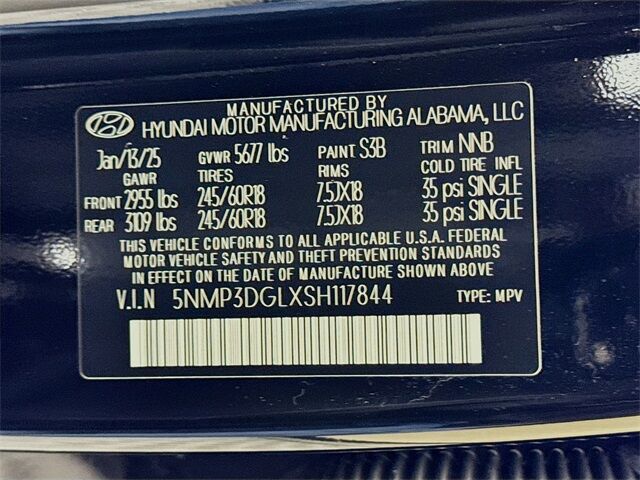 MANUFACTURED BY
HYUNDAI MOTOR MANUFACTURING ALABAMA, LLC
Jan/13/25 GVWR 5677 lbs PAINT S3B TRIM NNB
GAWR TIRES RIMS COLD TIRE INFL
FRONT 2955 lbs 245/60R18 7.5JX18 35 psi SINGLE
REAR 3109 lbs 245/60R18 7.5JX18 35 psi SINGLE
THIS VEHICLE CONFORMS TO ALL APPLICABLE U.S.A. FEDERAL
MOTOR VEHICLE SAFETY AND THEFT PREVENTION STANDARDS
IN EFFECT ON THE DATE OF MANUFACTURE SHOWN ABOVE
V.I.N 5NMP3DGLXSH117844 TYPE: MPV